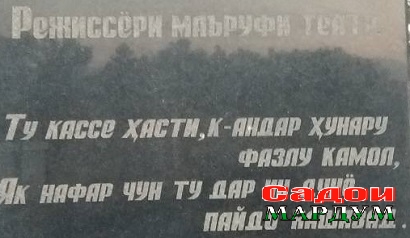 Режиссёри маъруфи театр
Ту кассе ҳасти, к-андар ҳунару
фазлу камол,
Як нафар чун ту дар
Садои
МАРДУМ
пайдо